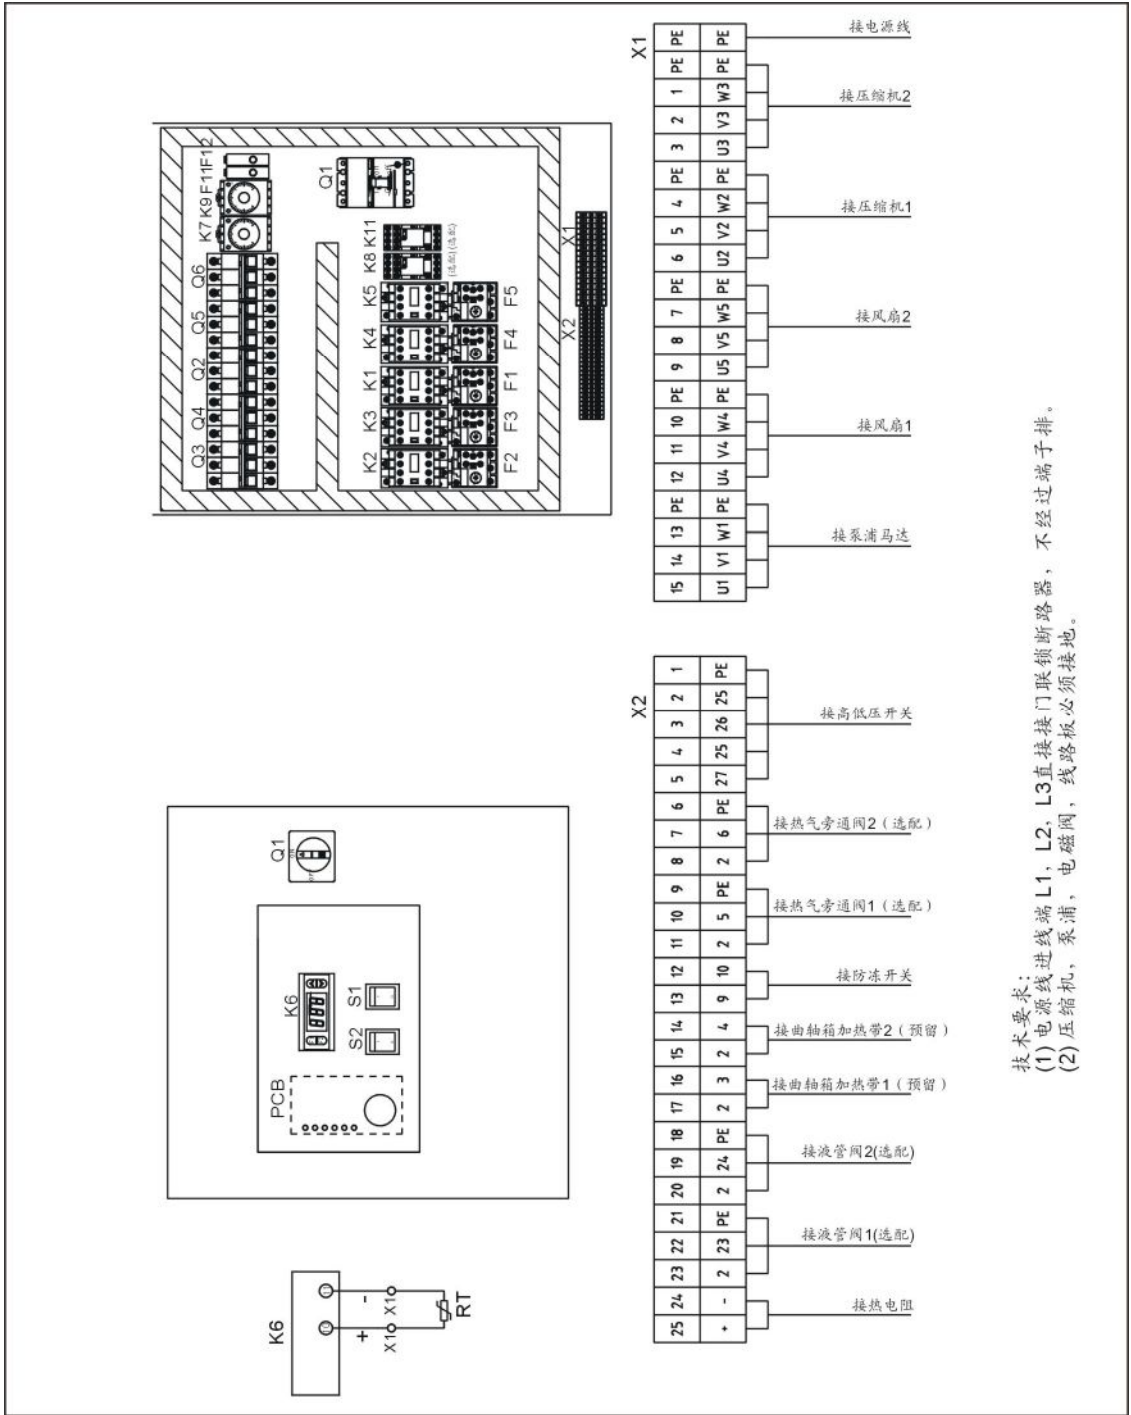 X1
PE PE 接电源线
PE PE
1 W3 接压缩机2
2 V3
3 U3
PE PE
4 W2 接压缩机1
5 V2
6 U2
PE PE
7 W5 接风扇2
8 V5
9 U5
PE PE
10 W4 接风扇1
11 V4
12 U4
PE PE
13 W1 接泵浦马达
14 V1
15 U1
X2
1 PE
2 25
3 26 接高低压开关
4 25
5 27
6 PE
7 6 接热气旁通阀2（选配）
8 2
9 PE
10 5 接热气旁通阀1（选配）
11 2
12 10 接防冻开关
13 9
14 4 接曲轴箱加热带2（预留）
15 2
16 3 接曲轴箱加热带1（预留）
17 2
18 PE
19 24 接液管阀2(选配)
20 2
21 PE
22 23 接液管阀1(选配)
23 2
24 - 接热电阻
25 +
Q3 Q4 Q2 Q5 Q6 K7 K9 F11 F12
Q1
K2 K3 K1 K4 K5 K8 K11
(选配) (选配)
F2 F3 F1 F4 F5
X2 X1
Q1
ON
OFF
K6
S2 S1
PCB
K6
10 11
+ -
X1 X1
RT
技术要求：
(1) 电源线进线端 L1，L2，L3直接接门联锁断路器，不经过端子排。
(2) 压缩机，泵浦，电磁阀，线路板必须接地。